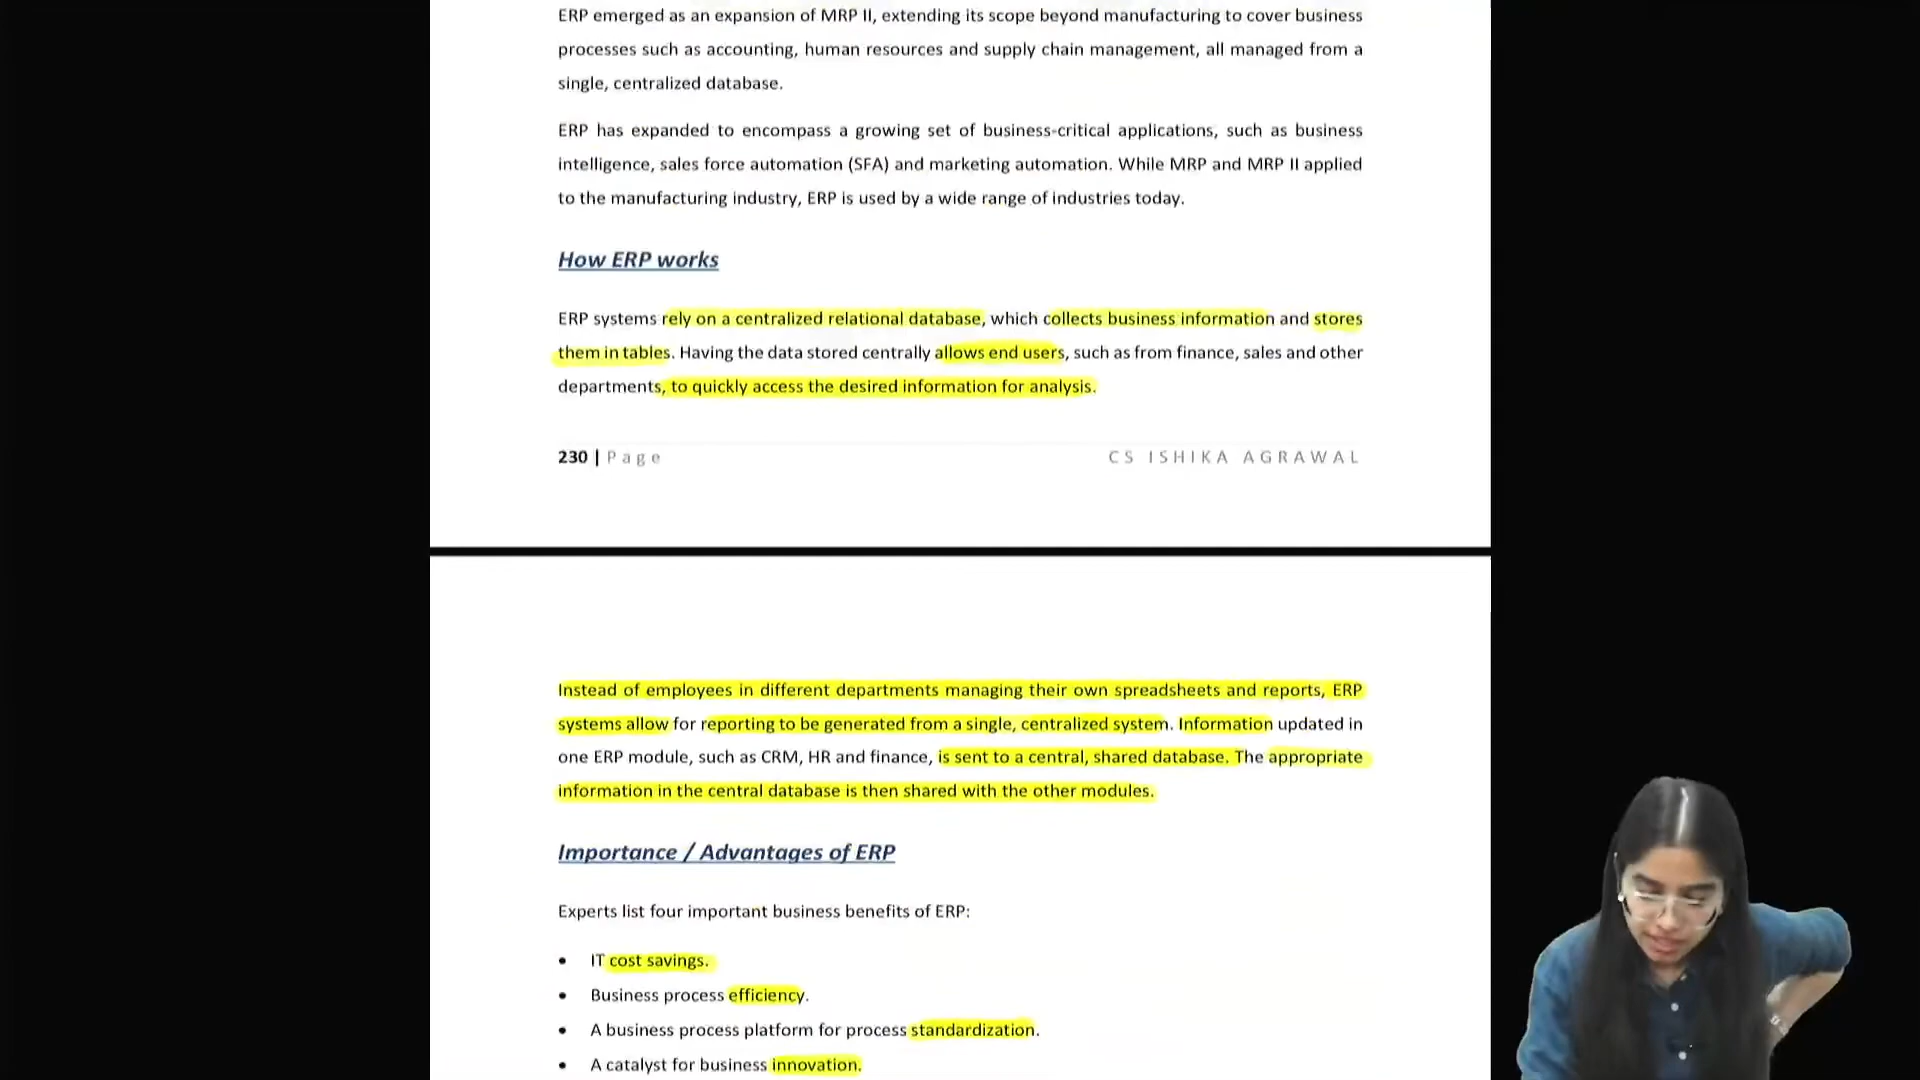 ERP emerged as an expansion of MRP II, extending its scope beyond manufacturing to cover business
processes such as accounting, human resources and supply chain management, all managed from a
single, centralized database.
ERP has expanded to encompass a growing set of business-critical applications, such as business
intelligence, sales force automation (SFA) and marketing automation. While MRP and MRP II applied
to the manufacturing industry, ERP is used by a wide range of industries today.
How ERP works
ERP systems rely on a centralized relational database, which collects business information and stores
them in tables. Having the data stored centrally allows end users, such as from finance, sales and other
departments, to quickly access the desired information for analysis.
230 | Page CS ISHIKA AGRAWAL
Instead of employees in different departments managing their own spreadsheets and reports, ERP
systems allow for reporting to be generated from a single, centralized system. Information updated in
one ERP module, such as CRM, HR and finance, is sent to a central, shared database. The appropriate
information in the central database is then shared with the other modules.
Importance / Advantages of ERP
Experts list four important business benefits of ERP:
• IT cost savings.
• Business process efficiency.
• A business process platform for process standardization.
• A catalyst for business innovation.